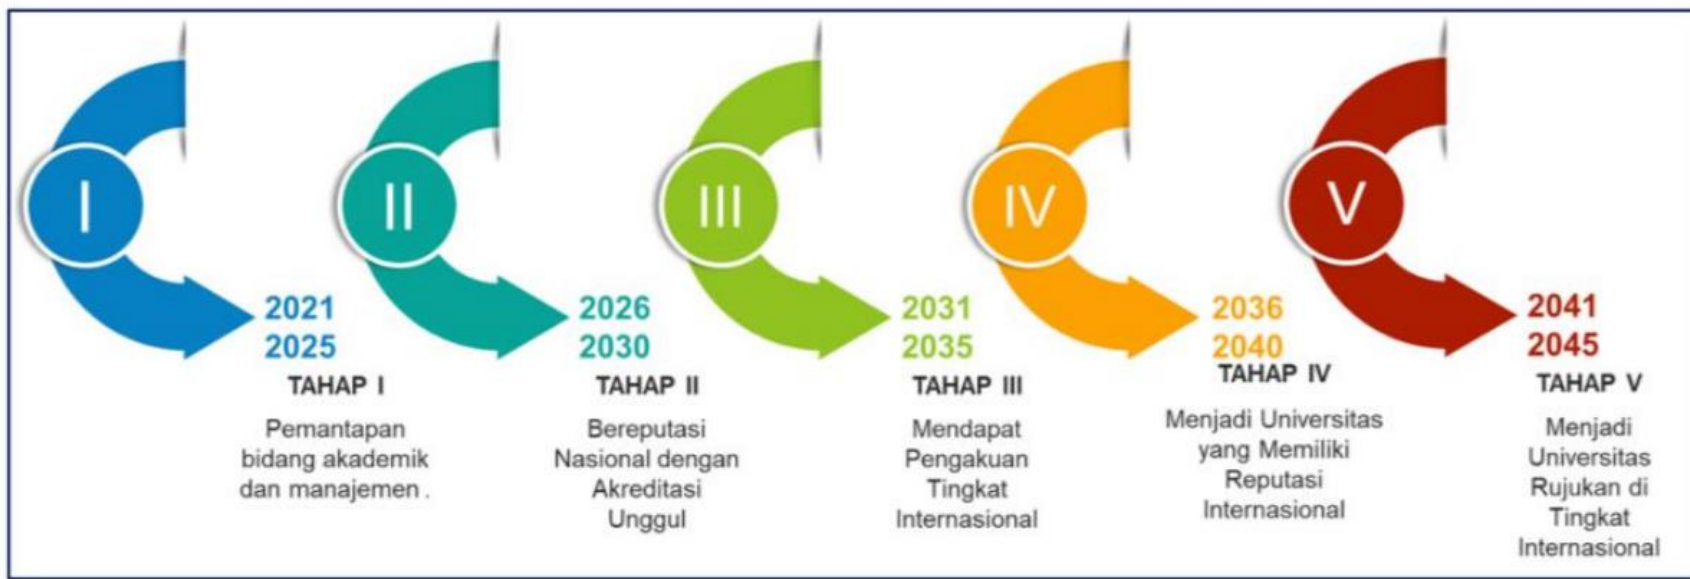 I
2021
2025
TAHAP I
Pemantapan
bidang akademik
dan manajemen .
II
2026
2030
TAHAP II
Bereputasi
Nasional dengan
Akreditasi
Unggul
III
2031
2035
TAHAP III
Mendapat
Pengakuan
Tingkat
Internasional
IV
2036
2040
TAHAP IV
Menjadi Universitas
yang Memiliki
Reputasi
Internasional
V
2041
2045
TAHAP V
Menjadi
Universitas
Rujukan di
Tingkat
Internasional